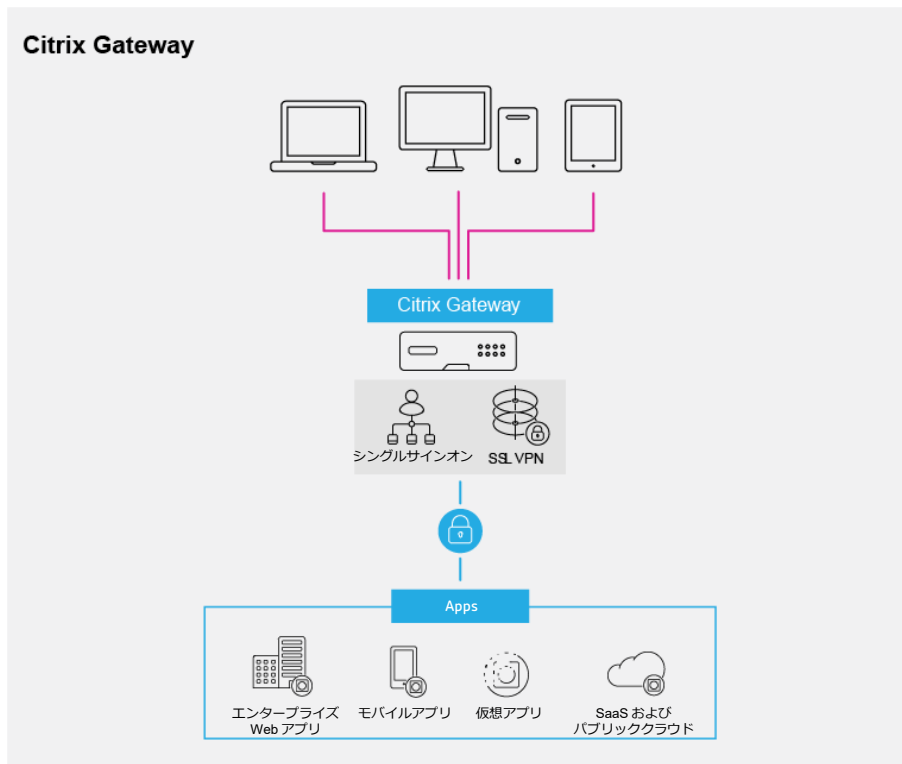 Citrix Gateway
Citrix Gateway
シングルサインオン
SSL VPN
Apps
エンタープライズ
Web アプリ
モバイルアプリ
仮想アプリ
SaaS および
パブリッククラウド